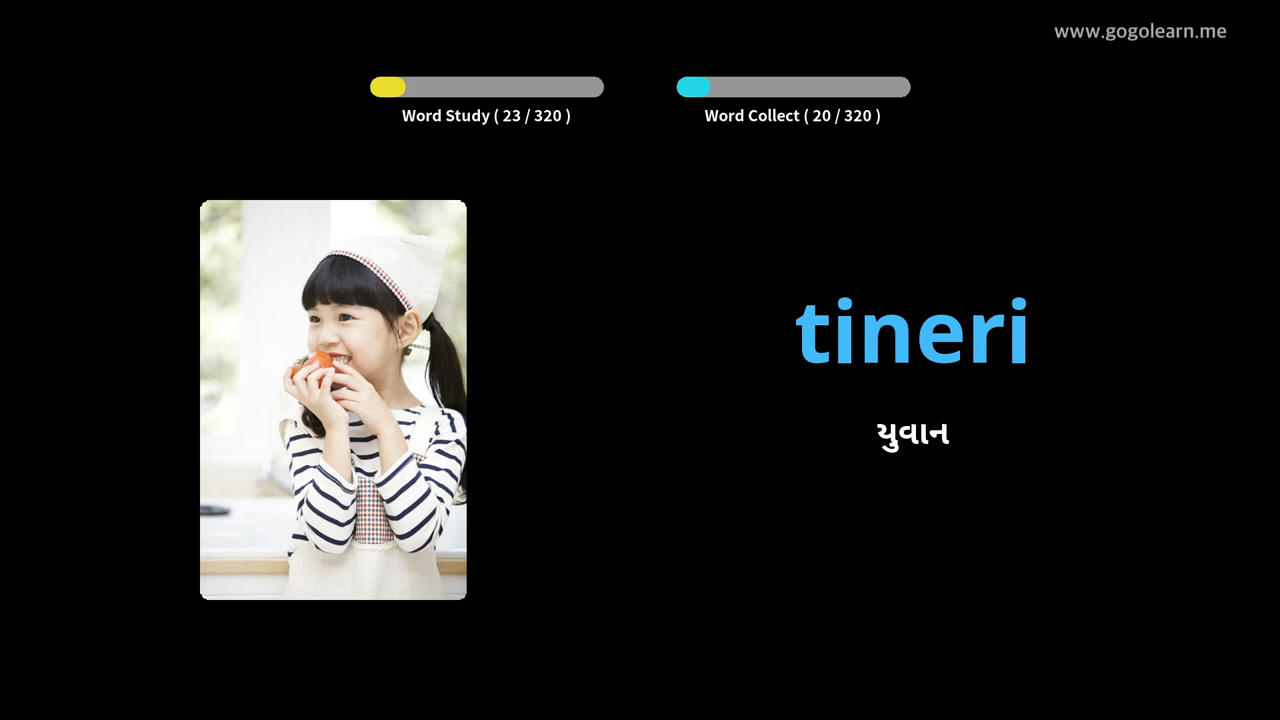 www.gogolearn.me
Word Study ( 23 / 320 )
Word Collect ( 20 / 320 )
tineri
યુવાન